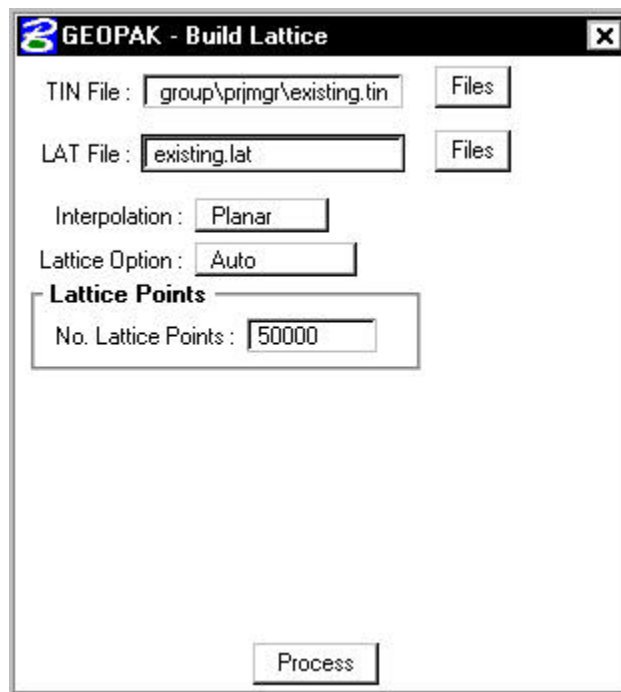 GEOPAK - Build Lattice
TIN File : group\prjmgr\existing.tin Files
LAT File : existing.lat Files
Interpolation : Planar
Lattice Option : Auto
Lattice Points
No. Lattice Points : 50000
Process